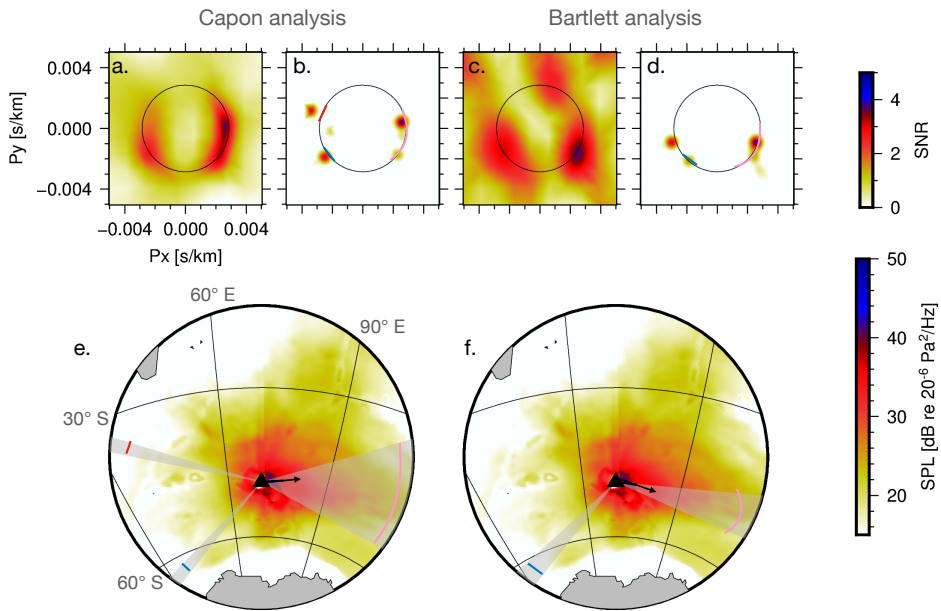 Capon analysis
Bartlett analysis
a.
b.
c.
d.
0.004
0.000
−0.004
Py [s/km]
−0.004 0.000 0.004
Px [s/km]
4
2
0
SNR
60° E
90° E
e.
f.
30° S
60° S
50
40
30
20
SPL [dB re 20⁻⁶ Pa²/Hz]